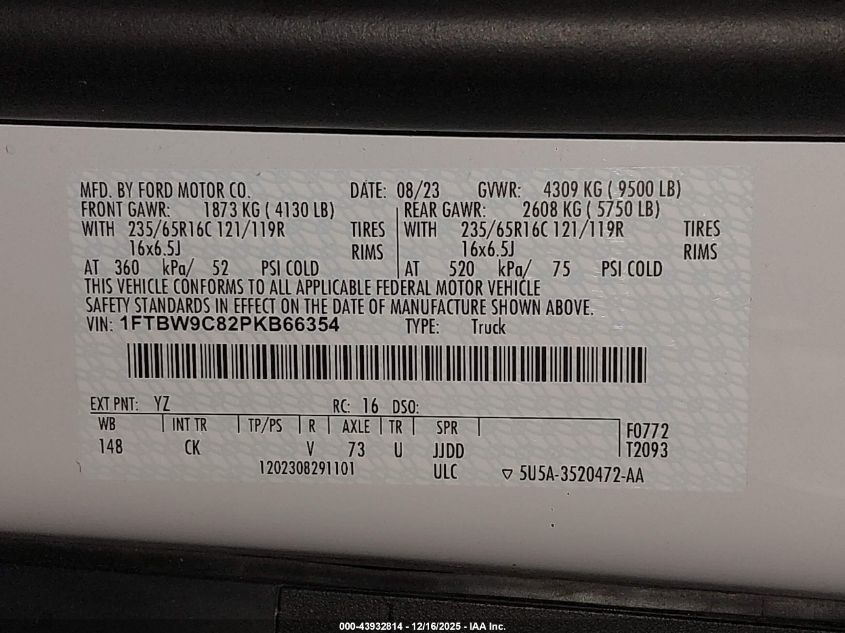 MFD. BY FORD MOTOR CO. DATE: 08/23 GVWR: 4309 KG ( 9500 LB)
FRONT GAWR: 1873 KG ( 4130 LB) REAR GAWR: 2608 KG ( 5750 LB)
WITH 235/65R16C 121/119R TIRES WITH 235/65R16C 121/119R TIRES
16x6.5J RIMS 16x6.5J RIMS
AT 360 kPa/ 52 PSI COLD AT 520 kPa/ 75 PSI COLD
THIS VEHICLE CONFORMS TO ALL APPLICABLE FEDERAL MOTOR VEHICLE
SAFETY STANDARDS IN EFFECT ON THE DATE OF MANUFACTURE SHOWN ABOVE.
VIN: 1FTBW9C82PKB66354 TYPE: Truck
EXT PNT: YZ RC: 16 DSO:
WB INT TR TP/PS R AXLE TR SPR F0772
148 CK V 73 U JJDD T2093
1202308291101 ULC ▽ 5U5A-3520472-AA
000-43932814 - 12/16/2025 - IAA Inc.